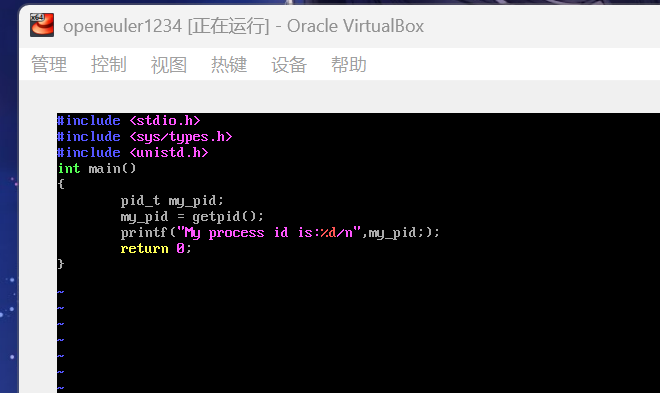 openeuler1234 [正在运行] - Oracle VirtualBox
管理 控制 视图 热键 设备 帮助
#include <stdio.h>
#include <sys/types.h>
#include <unistd.h>
int main()
{
        pid_t my_pid;
        my_pid = getpid();
        printf("My process id is:%d/n",my_pid;);
        return 0;
}
~
~
~
~
~
~
~